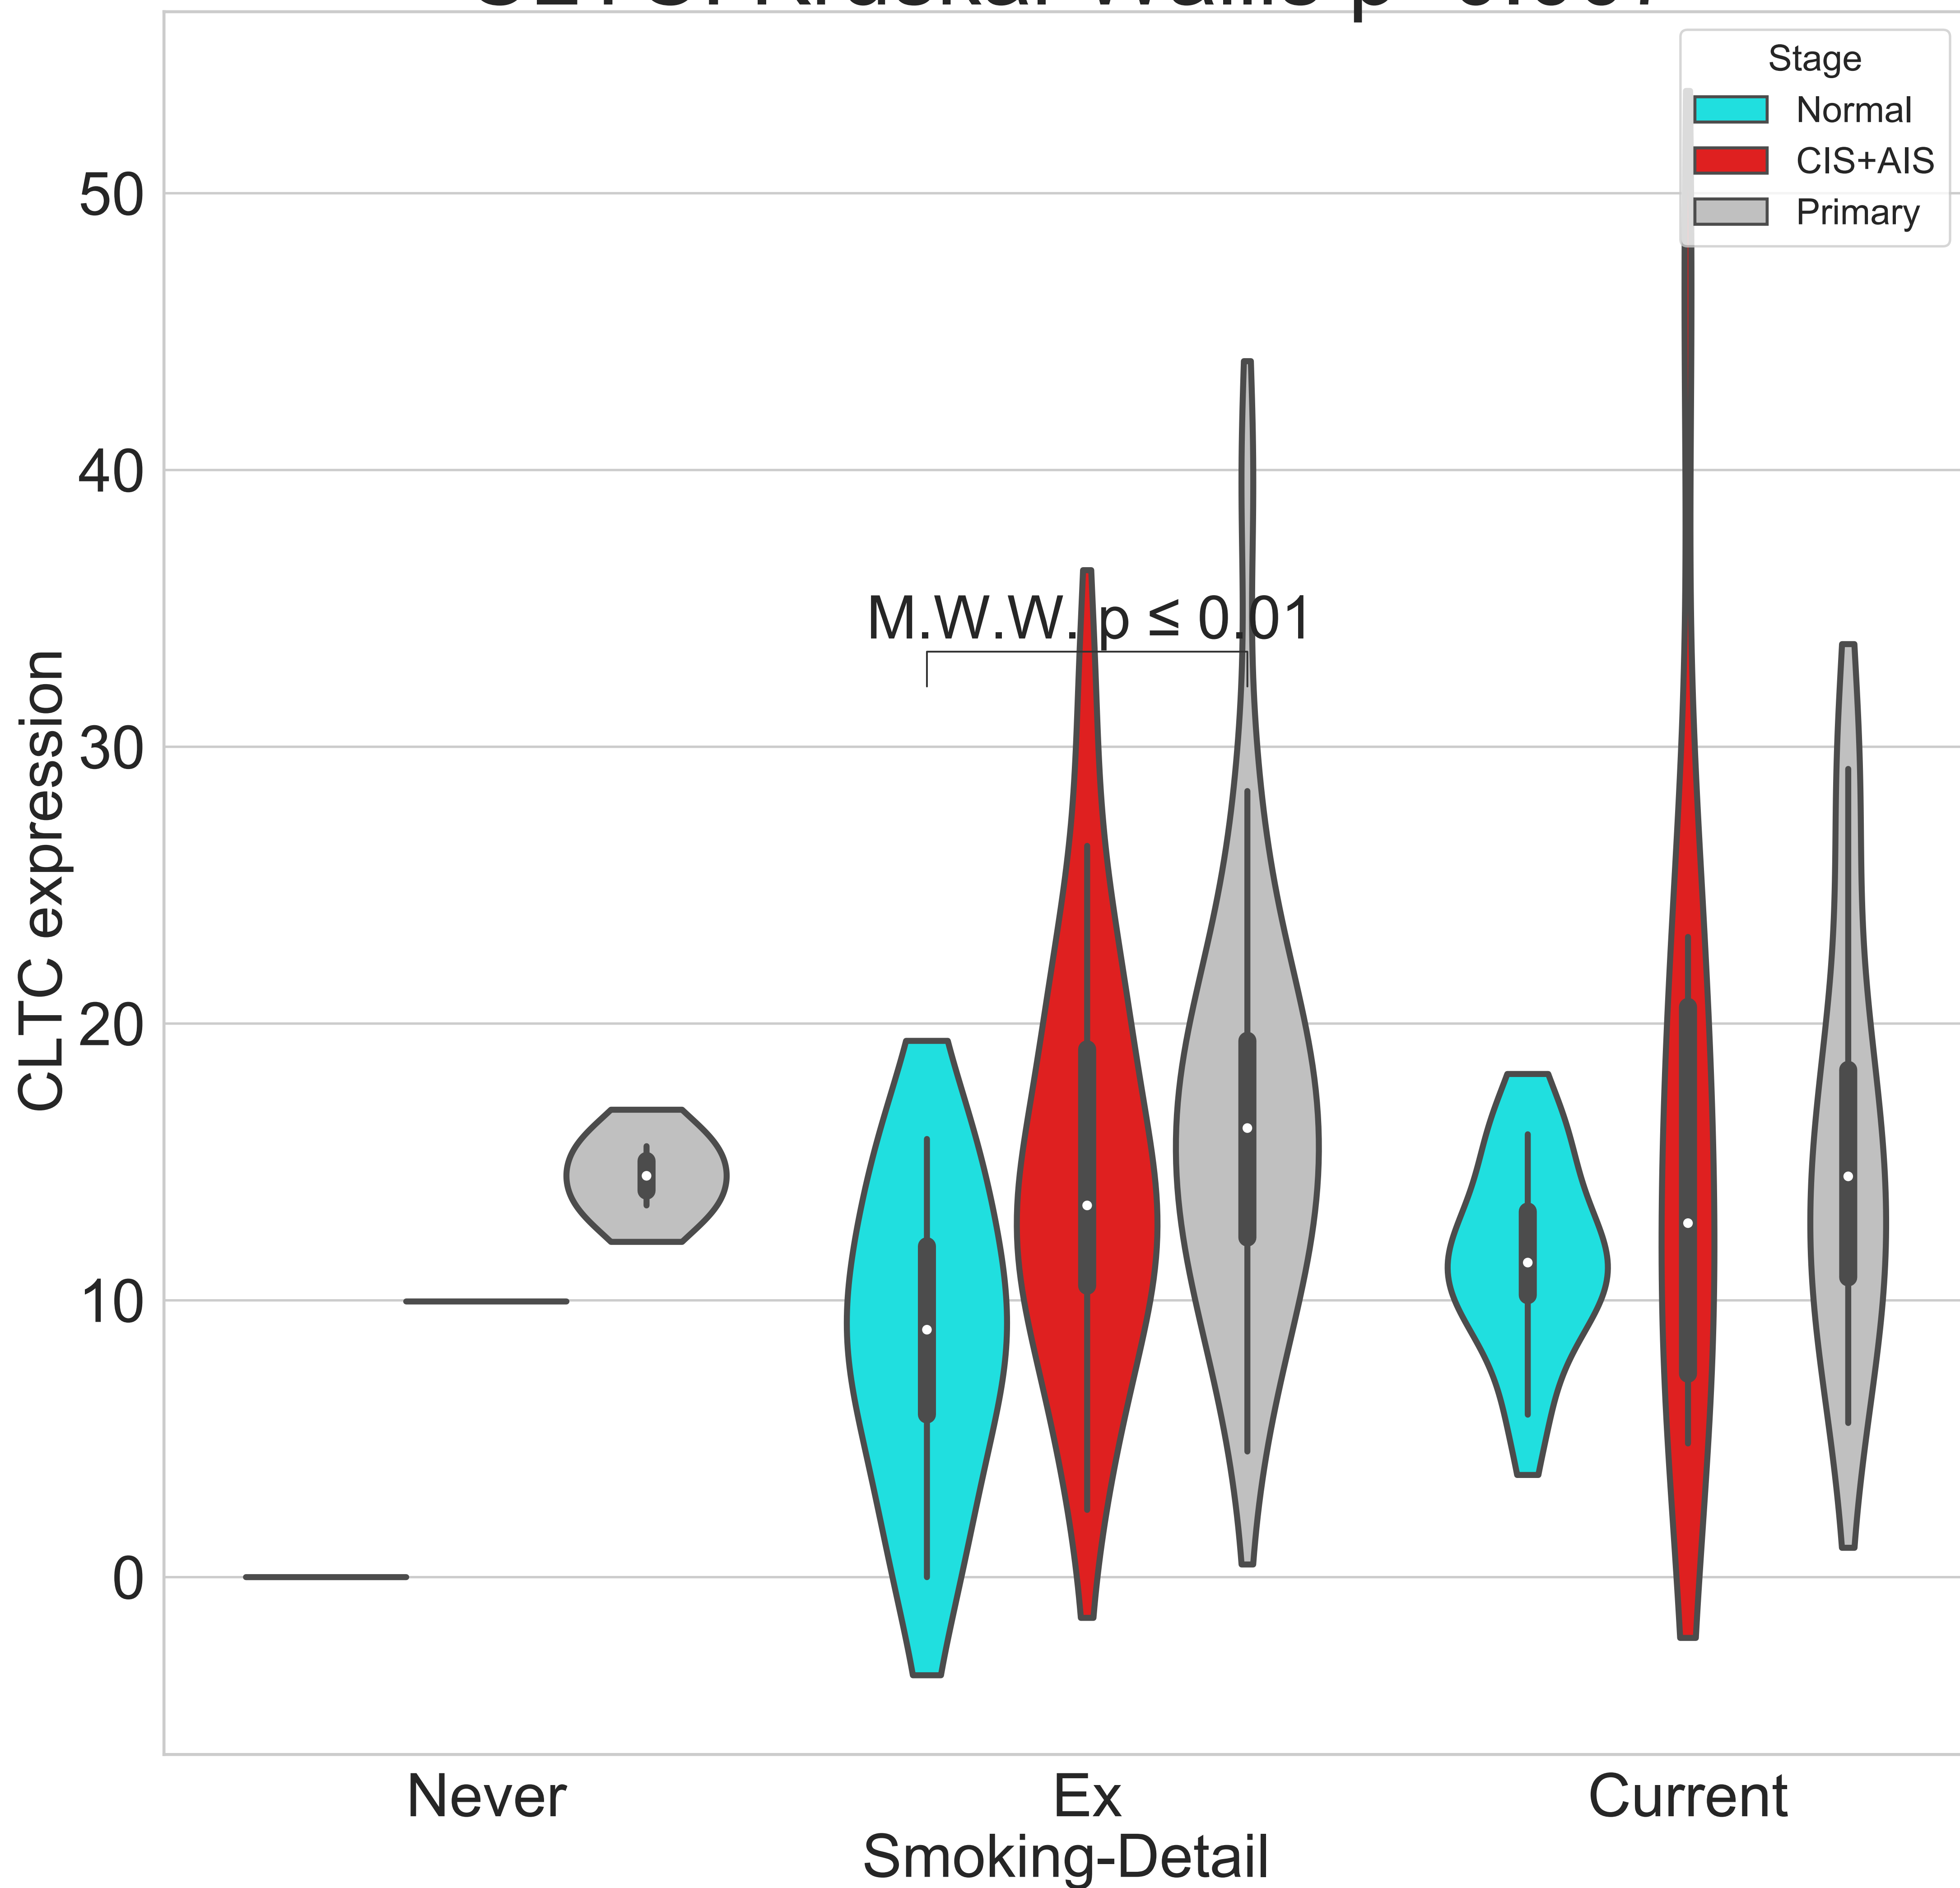 Stage
Normal
CIS+AIS
Primary
50
40
30
20
10
0
CLTC expression
M.W.W. p ≤ 0.01
Never
Ex
Current
Smoking-Detail